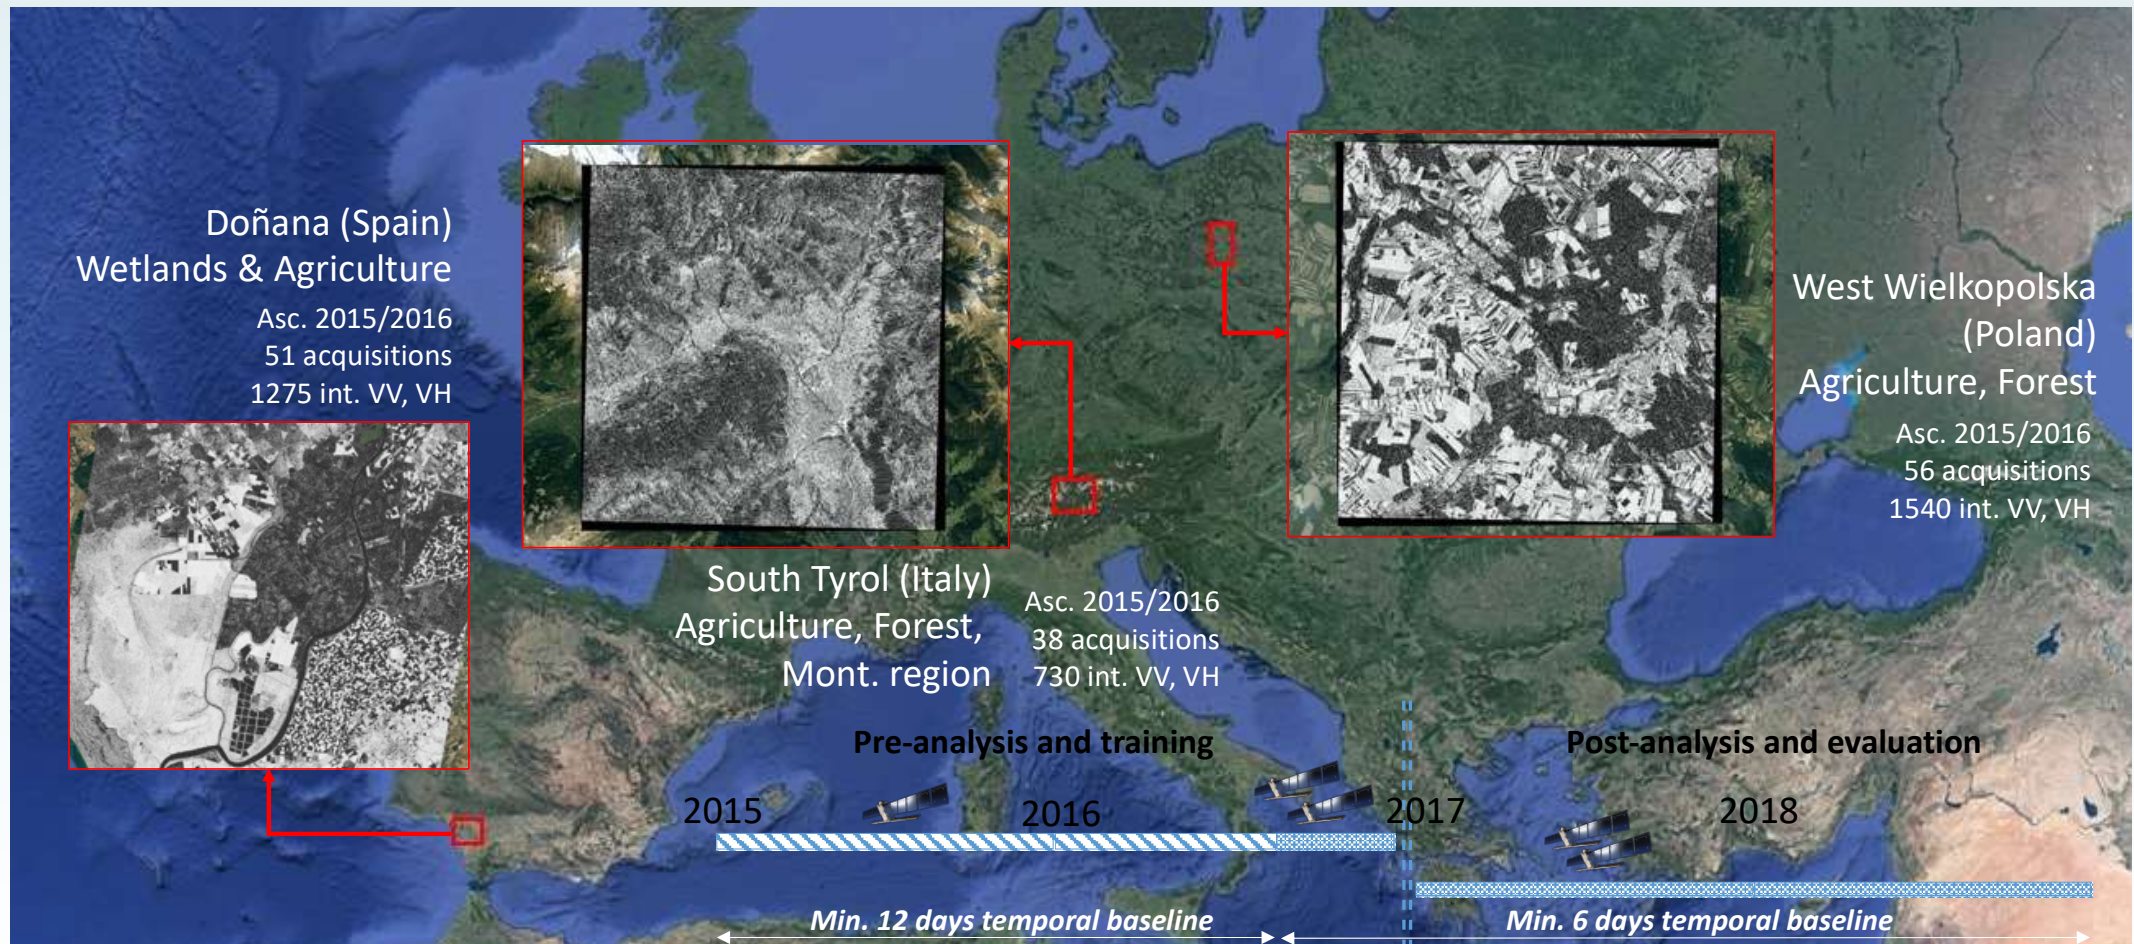 Doñana (Spain)
Wetlands & Agriculture
Asc. 2015/2016
51 acquisitions
1275 int. VV, VH
West Wielkopolska
(Poland)
Agriculture, Forest
Asc. 2015/2016
56 acquisitions
1540 int. VV, VH
South Tyrol (Italy)
Agriculture, Forest,
Mont. region
Asc. 2015/2016
38 acquisitions
730 int. VV, VH
Pre-analysis and training
Post-analysis and evaluation
2015
2016
2017
2018
Min. 12 days temporal baseline
Min. 6 days temporal baseline